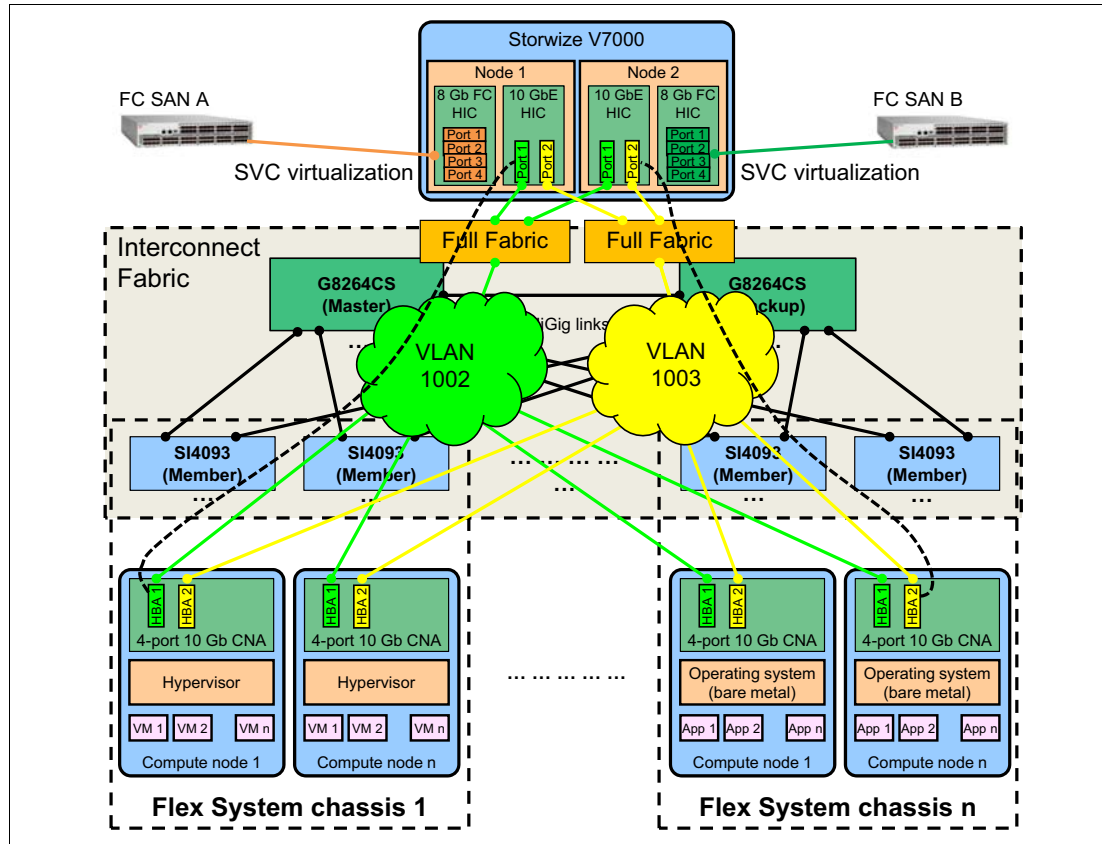 Storwize V7000
Node 1
Node 2
8 Gb FC
HIC
10 GbE
HIC
10 GbE
HIC
8 Gb FC
HIC
Port 1
Port 2
Port 3
Port 4
Port 1
Port 2
Port 1
Port 2
Port 1
Port 2
Port 3
Port 4
FC SAN A
FC SAN B
SVC virtualization
SVC virtualization
Full Fabric
Full Fabric
Interconnect
Fabric
G8264CS
(Master)
G8264CS
ckup)
...
iGig links
...
VLAN
1002
VLAN
1003
SI4093
(Member)
...
SI4093
(Member)
...
... ... ... ...
...
SI4093
(Member)
...
SI4093
(Member)
...
HBA 1
HBA 2
4-port 10 Gb CNA
HBA 1
HBA 2
4-port 10 Gb CNA
HBA 1
HBA 2
4-port 10 Gb CNA
HBA 1
HBA 2
4-port 10 Gb CNA
Hypervisor
Hypervisor
... ... ... ... ...
Operating system
(bare metal)
Operating system
(bare metal)
VM 1
VM 2
VM n
VM 1
VM 2
VM n
App 1
App 2
App n
App 1
App 2
App n
Compute node 1
Compute node n
Compute node 1
Compute node n
Flex System chassis 1
Flex System chassis n